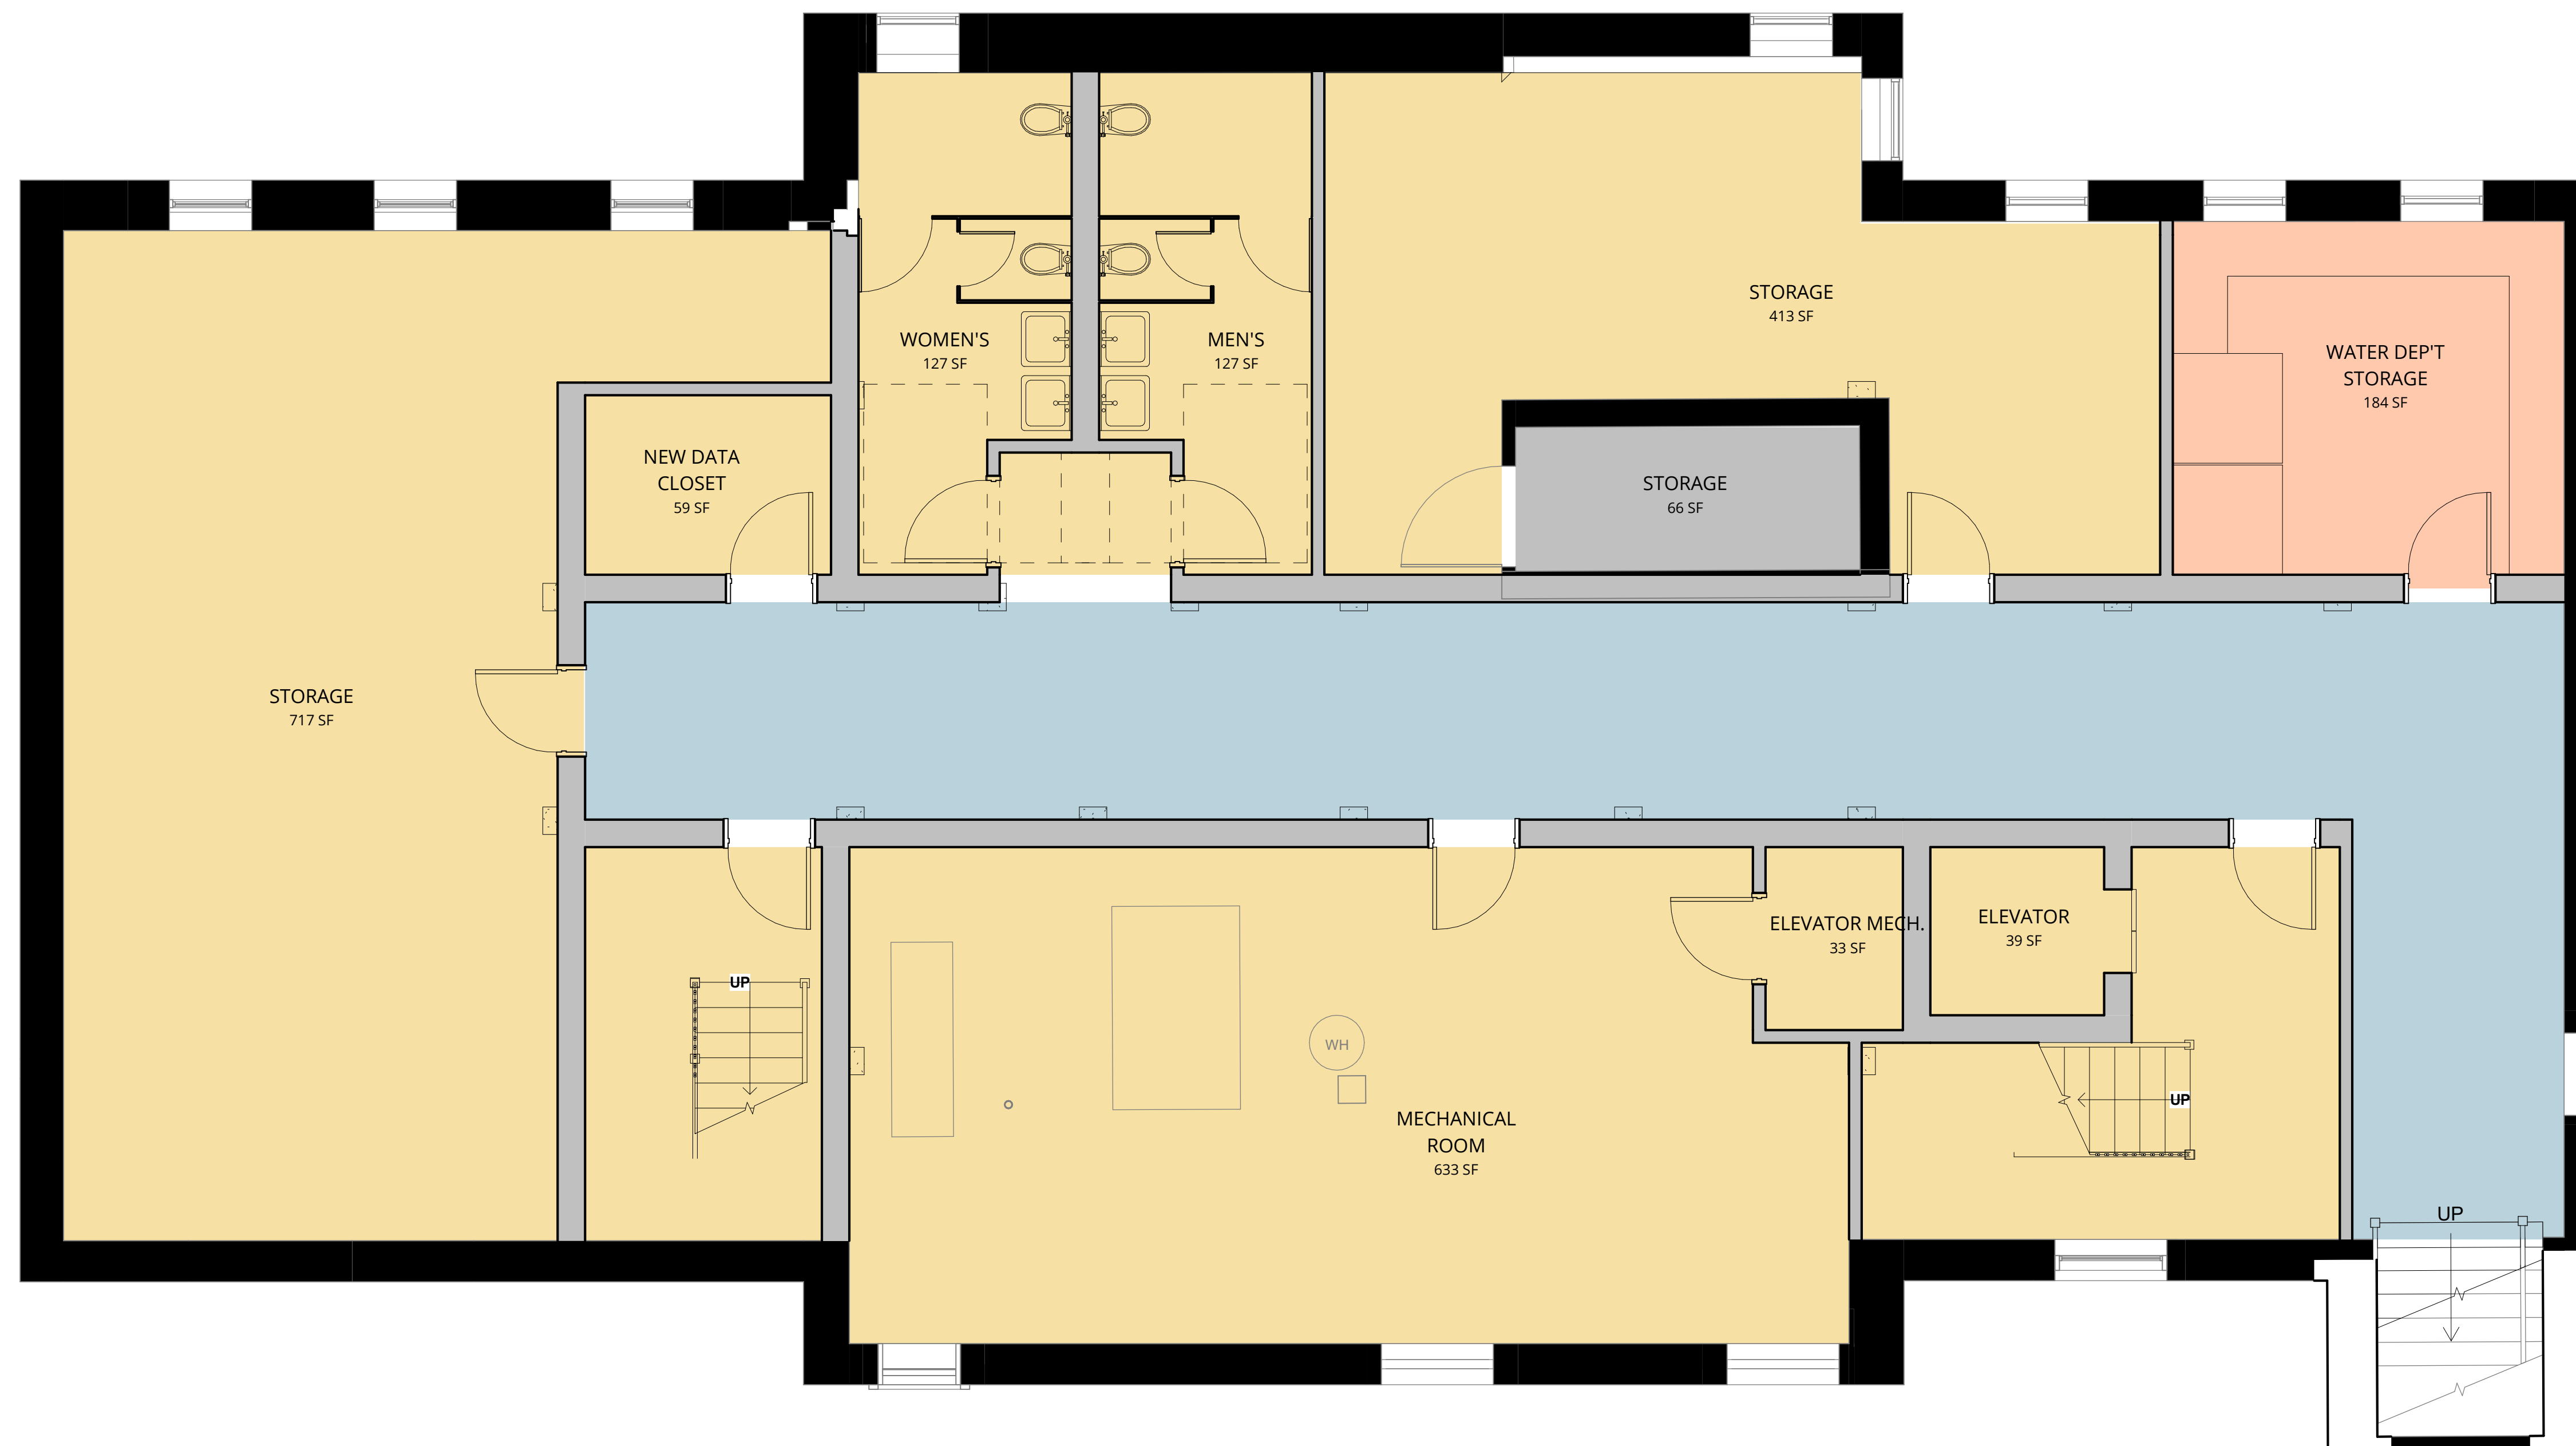 STORAGE
413 SF
WOMEN'S
127 SF
MEN'S
127 SF
WATER DEP'T
STORAGE
184 SF
NEW DATA
CLOSET
59 SF
STORAGE
66 SF
STORAGE
717 SF
ELEVATOR MECH.
33 SF
ELEVATOR
39 SF
UP
WH
UP
MECHANICAL
ROOM
633 SF
UP